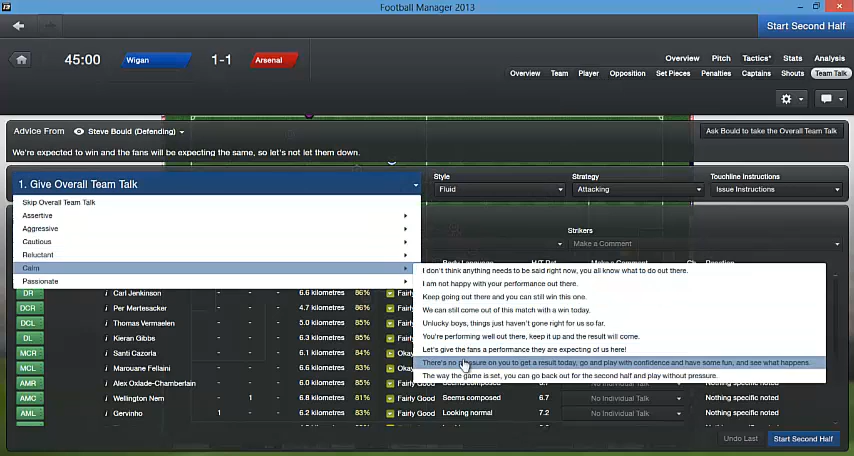 Football Manager 2013
Start Second Half
45:00 Wigan 1-1 Arsenal
Overview Pitch Tactics* Stats Analysis
Overview Team Player Opposition Set Pieces Penalties Captains Shouts Team Talk
Advice From Steve Bould (Defending)
Ask Bould to take the Overall Team Talk
We're expected to win and the fans will be expecting the same, so let's not let them down.
1. Give Overall Team Talk
Style Strategy Touchline Instructions
Fluid Attacking Issue Instructions
Skip Overall Team Talk
Assertive
Aggressive
Cautious
Reluctant
Calm
Passionate
Strikers
Make a Comment
I don't think anything needs to be said right now, you all know what to do out there.
I am not happy with your performance out there.
Keep going out there and you can still win this one.
We can still come out of this match with a win today.
Unlucky boys, things just haven't gone right for us so far.
You're performing well out there, keep it up and the result will come.
Let's give the fans a performance they are expecting of us here!
There's no pressure on you to get a result today, go and play with confidence and have some fun, and see what happens.
The way the game is set, you can go back out for the second half and play without pressure.
DR i Carl Jenkinson - - 6.6 kilometres 86% Fairly
DCR i Per Mertesacker - - 4.7 kilometres 86% Fairly
DCL i Thomas Vermaelen - - 5.0 kilometres 85% Fairly
DL i Kieran Gibbs - - 6.3 kilometres 85% Fairly
MCR i Santi Cazorla - - 6.1 kilometres 84% Okay
MCL i Marouane Fellaini - - 6.2 kilometres 83% Okay
AMR i Alex Oxlade-Chamberlain - - 6.5 kilometres 82% Fairly
AMC i Wellington Nem - 1 6.8 kilometres 81% Fairly Good Seems composed 6.7 No Individual Talk Nothing specific noted
AML i Gervinho 1 - 6.2 kilometres 83% Fairly Good Looking normal 7.2 No Individual Talk Nothing specific noted
Undo Last Start Second Half